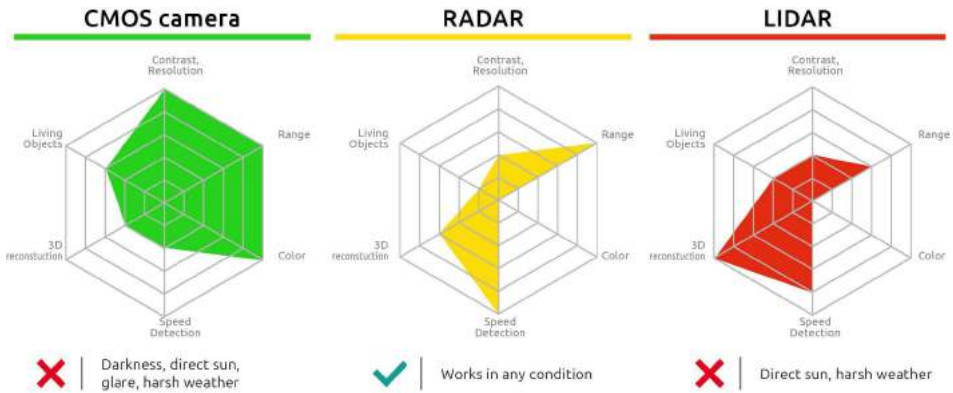 CMOS camera
Contrast,
Resolution
Living
Objects
Range
3D
reconstuction
Color
Speed
Detection
Darkness, direct sun,
glare, harsh weather
RADAR
Contrast,
Resolution
Living
Objects
Range
3D
reconstuction
Color
Speed
Detection
Works in any condition
LIDAR
Contrast,
Resolution
Living
Objects
Range
3D
reconstuction
Color
Speed
Detection
Direct sun, harsh weather